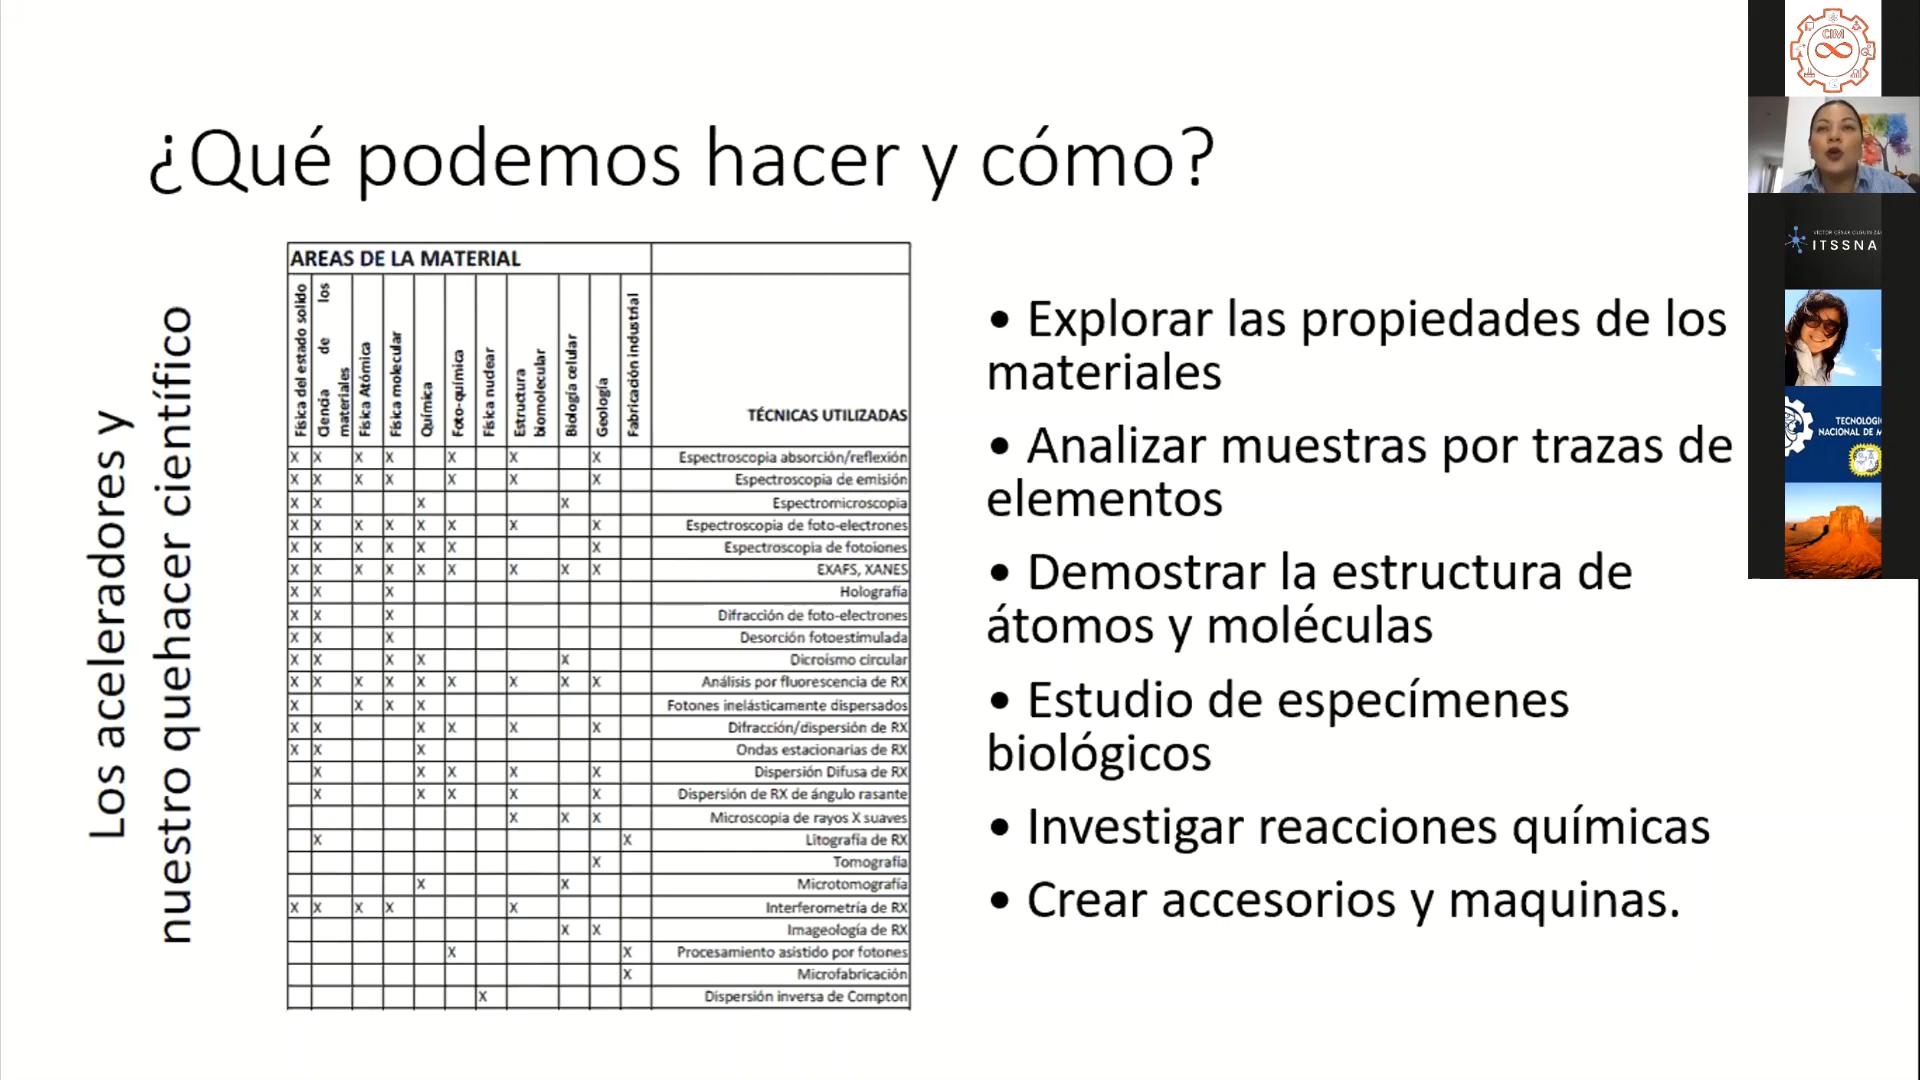 ¿Qué podemos hacer y cómo?
Los aceleradores y
nuestro quehacer científico
AREAS DE LA MATERIAL
Física del estado solido
Ciencia de los
materiales
Física Atómica
Física molecular
Química
Foto-química
Física nuclear
Estructura
biomolecular
Biología celular
Geología
Fabricación industrial
TÉCNICAS UTILIZADAS
X X X X X X X Espectroscopia absorción/reflexión
X X X X X X X Espectroscopia de emisión
X X X X Espectromicroscopia
X X X X X X X X Espectroscopia de foto-electrones
X X X X X X X Espectroscopia de fotoiones
X X X X X X X X X EXAFS, XANES
X X X Holografía
X X X Difracción de foto-electrones
X X X Desorción fotoestimulada
X X X X X Dicroísmo circular
X X X X X X X X X Análisis por fluorescencia de RX
X X X X Fotones inelásticamente dispersados
X X X X X X Difracción/dispersión de RX
X X X Ondas estacionarias de RX
X X X X X Dispersión Difusa de RX
X X X X X Dispersión de RX de ángulo rasante
X X X Microscopia de rayos X suaves
X X Litografía de RX
X Tomografía
X X Microtomografía
X X X X X Interferometría de RX
X X Imageología de RX
X X Procesamiento asistido por fotones
X Microfabricación
X Dispersión inversa de Compton
• Explorar las propiedades de los
materiales
• Analizar muestras por trazas de
elementos
• Demostrar la estructura de
átomos y moléculas
• Estudio de especímenes
biológicos
• Investigar reacciones químicas
• Crear accesorios y maquinas.
CIM
ITSSNA
TECNOLÓGI
NACIONAL DE M